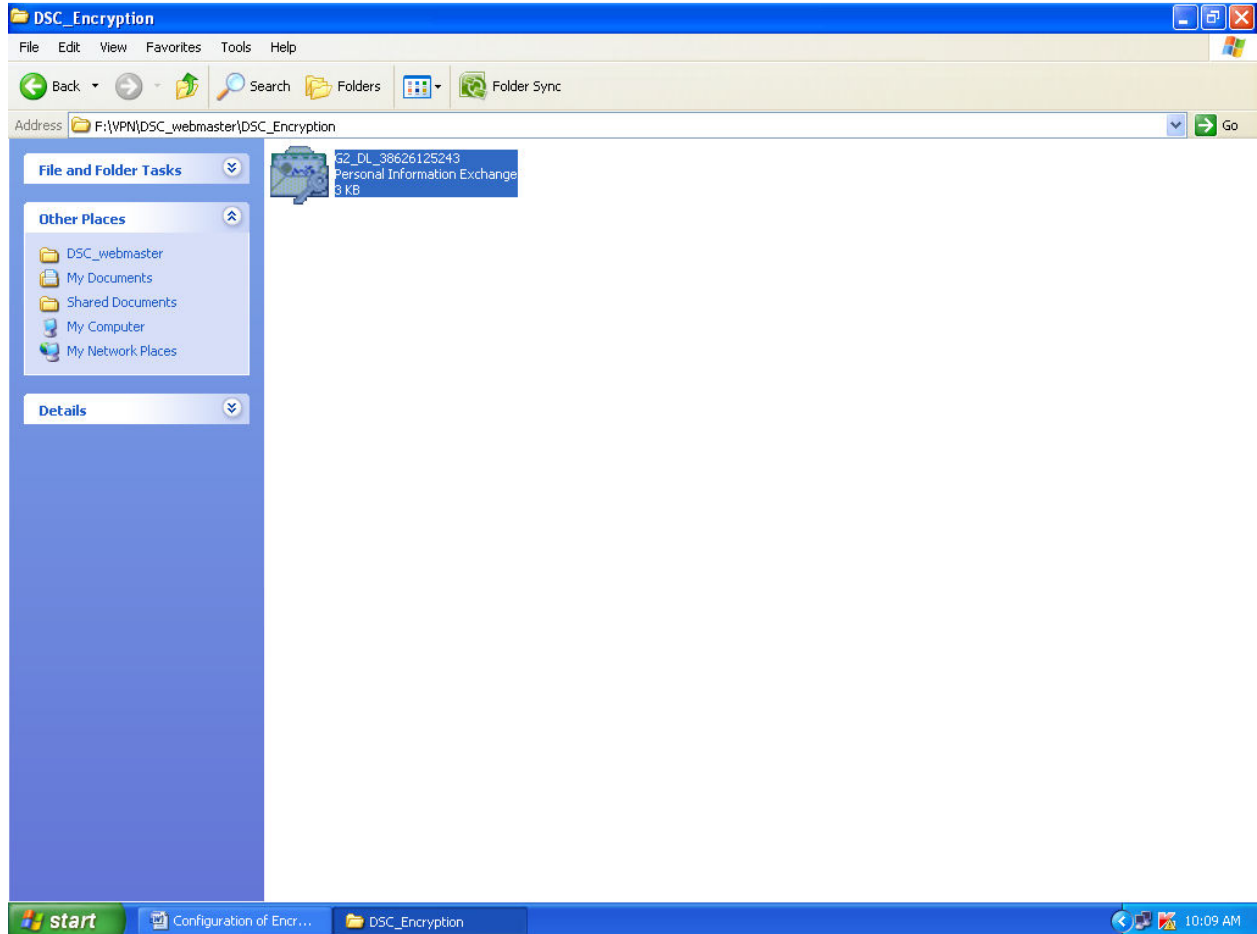 DSC_Encryption
File Edit View Favorites Tools Help
Back Search Folders Folder Sync
Address F:\VPN\DSC_webmaster\DSC_Encryption Go
File and Folder Tasks
Other Places
DSC_webmaster
My Documents
Shared Documents
My Computer
My Network Places
Details
G2_DL_38626125243
Personal Information Exchange
3 KB
start Configuration of Encr... DSC_Encryption 10:09 AM